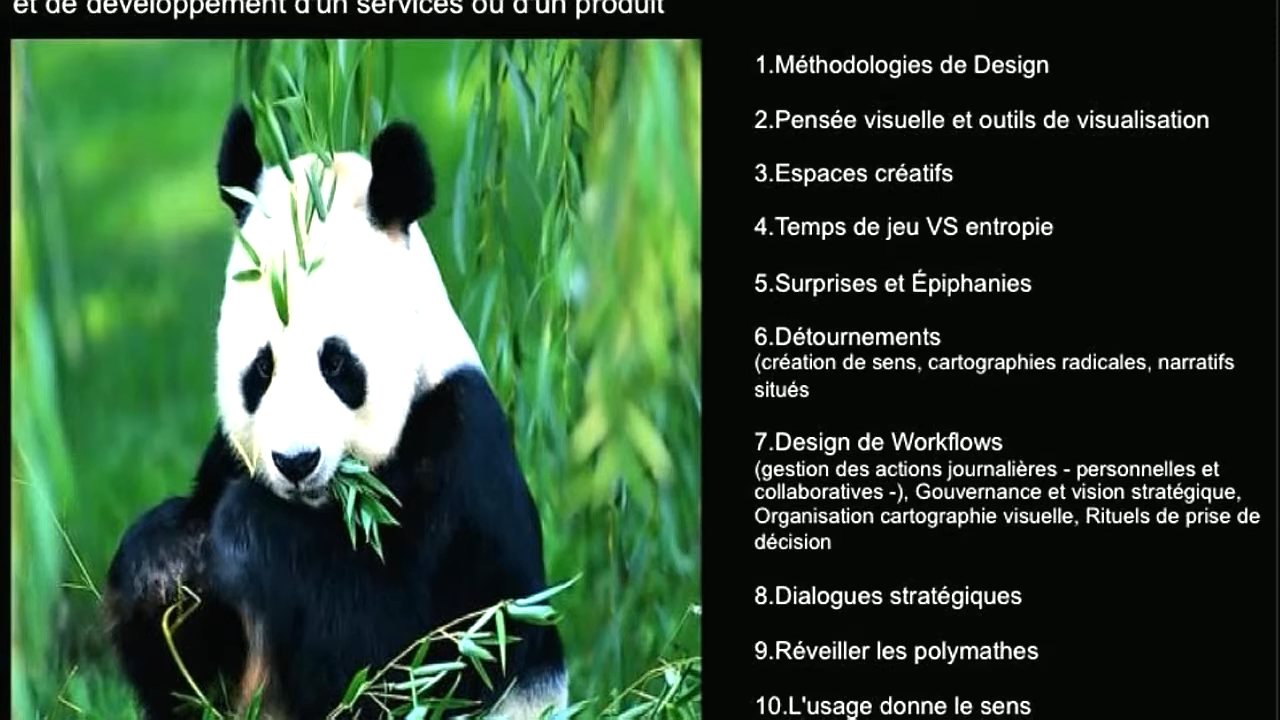 et de développement d'un services ou d'un produit
1.Méthodologies de Design
2.Pensée visuelle et outils de visualisation
3.Espaces créatifs
4.Temps de jeu VS entropie
5.Surprises et Épiphanies
6.Détournements
(création de sens, cartographies radicales, narratifs
situés
7.Design de Workflows
(gestion des actions journalières - personnelles et
collaboratives -), Gouvernance et vision stratégique,
Organisation cartographie visuelle, Rituels de prise de
décision
8.Dialogues stratégiques
9.Réveiller les polymathes
10.L'usage donne le sens